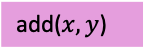 add(𝑥, 𝑦)